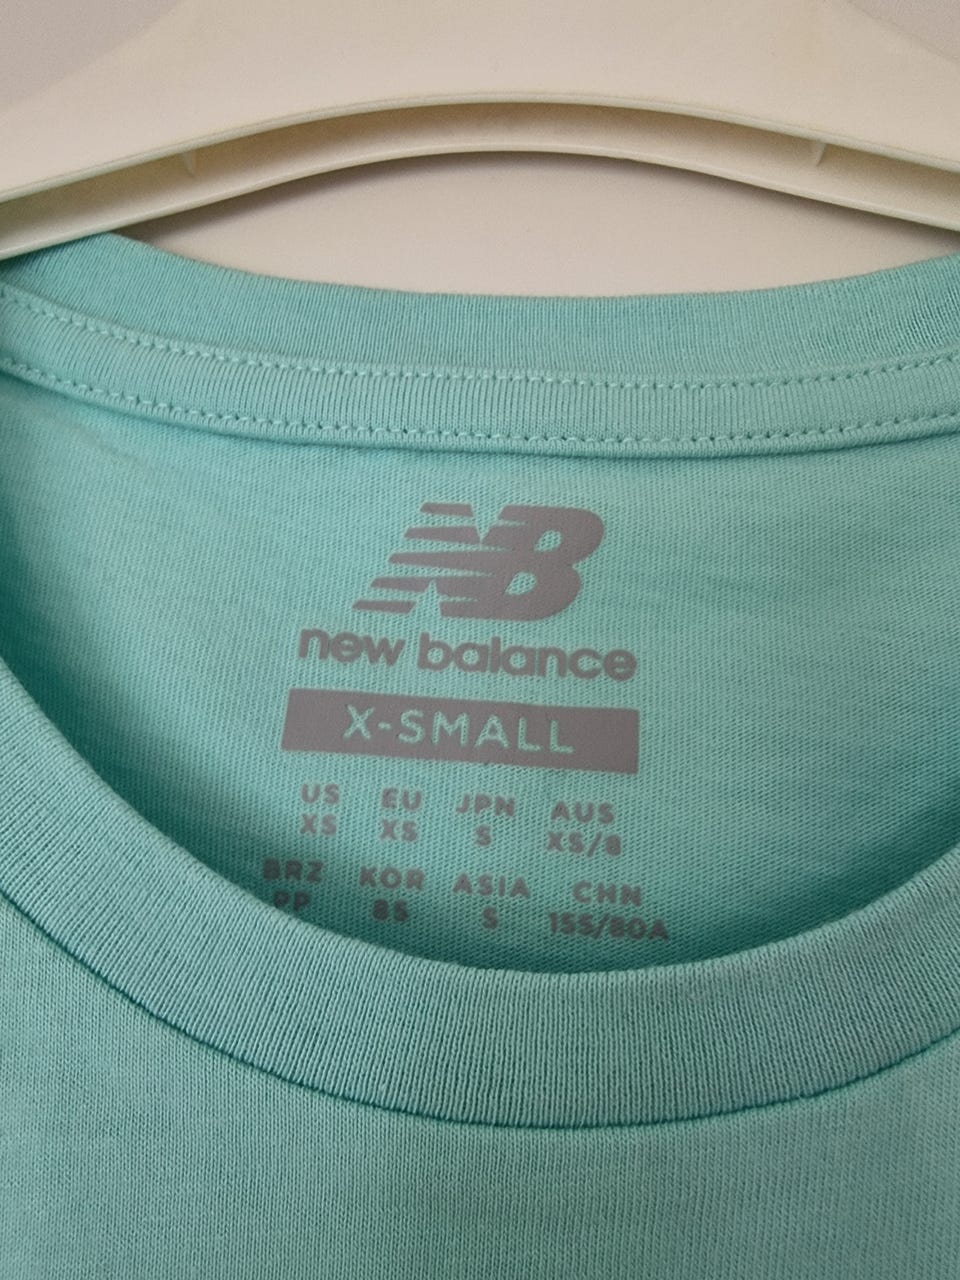 NB
new balance
X-SMALL
US EU JPN AUS
XS XS S XS/8
BRZ KOR ASIA CHN
PP 85 S 155/80A